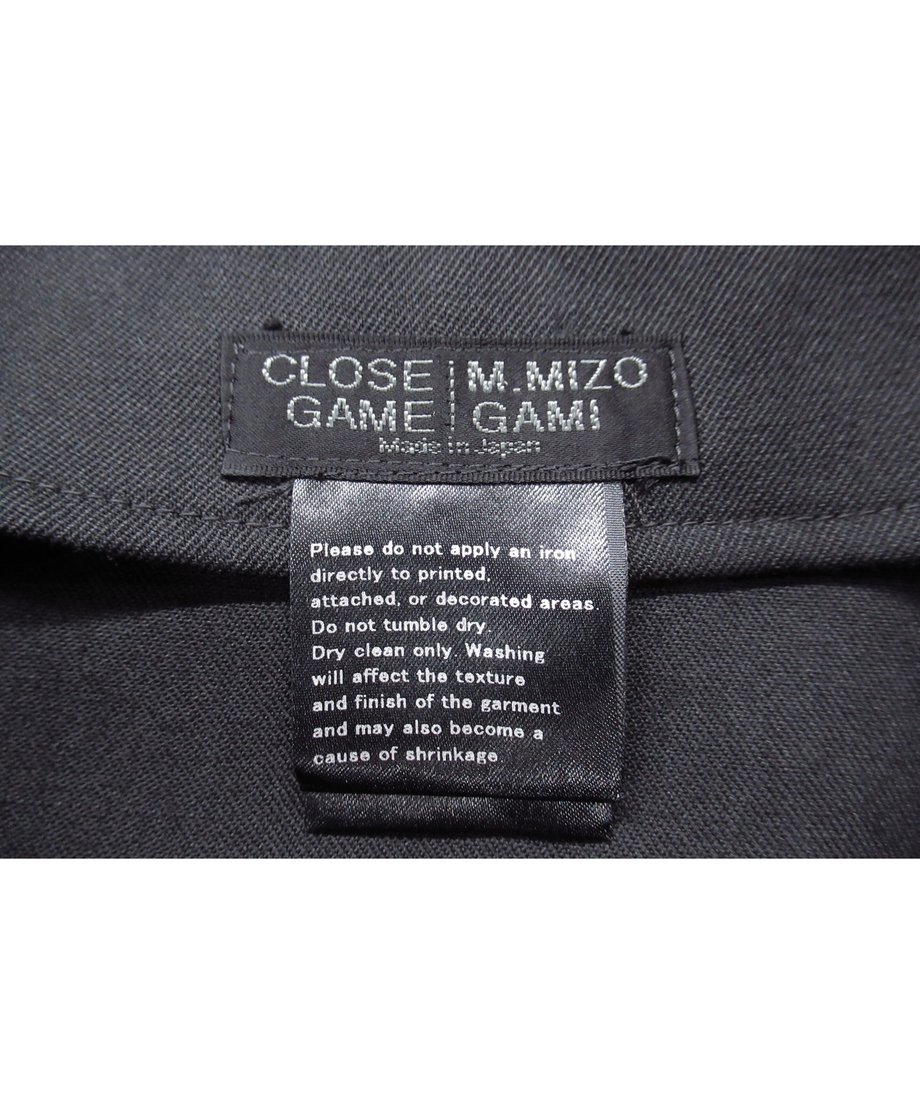 CLOSE GAME | M.MIZO GAMI
Made in Japan
Please do not apply an iron
directly to printed,
attached, or decorated areas
Do not tumble dry.
Dry clean only. Washing
will affect the texture
and finish of the garment
and may also become a
cause of shrinkage.